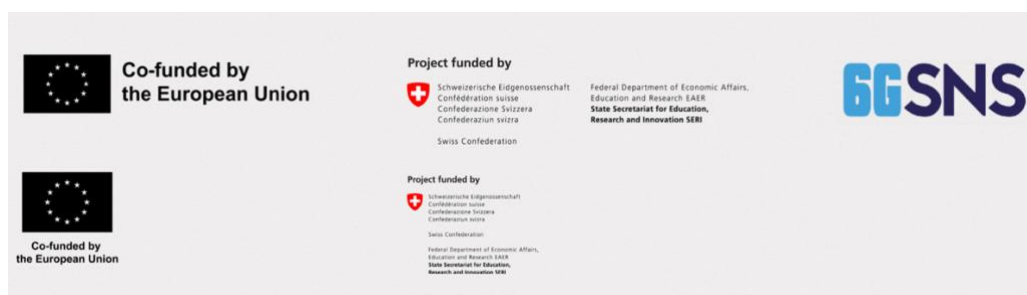 Co-funded by
the European Union
Project funded by
Schweizerische Eidgenossenschaft
Confédération suisse
Confederazione Svizzera
Confederaziun svizra
Swiss Confederation
Federal Department of Economic Affairs,
Education and Research EAER
State Secretariat for Education,
Research and Innovation SERI
6GSNS
Co-funded by
the European Union
Project funded by
Schweizerische Eidgenossenschaft
Confédération suisse
Confederazione Svizzera
Confederaziun svizra
Swiss Confederation
Federal Department of Economic Affairs,
Education and Research EAER
State Secretariat for Education,
Research and Innovation SERI